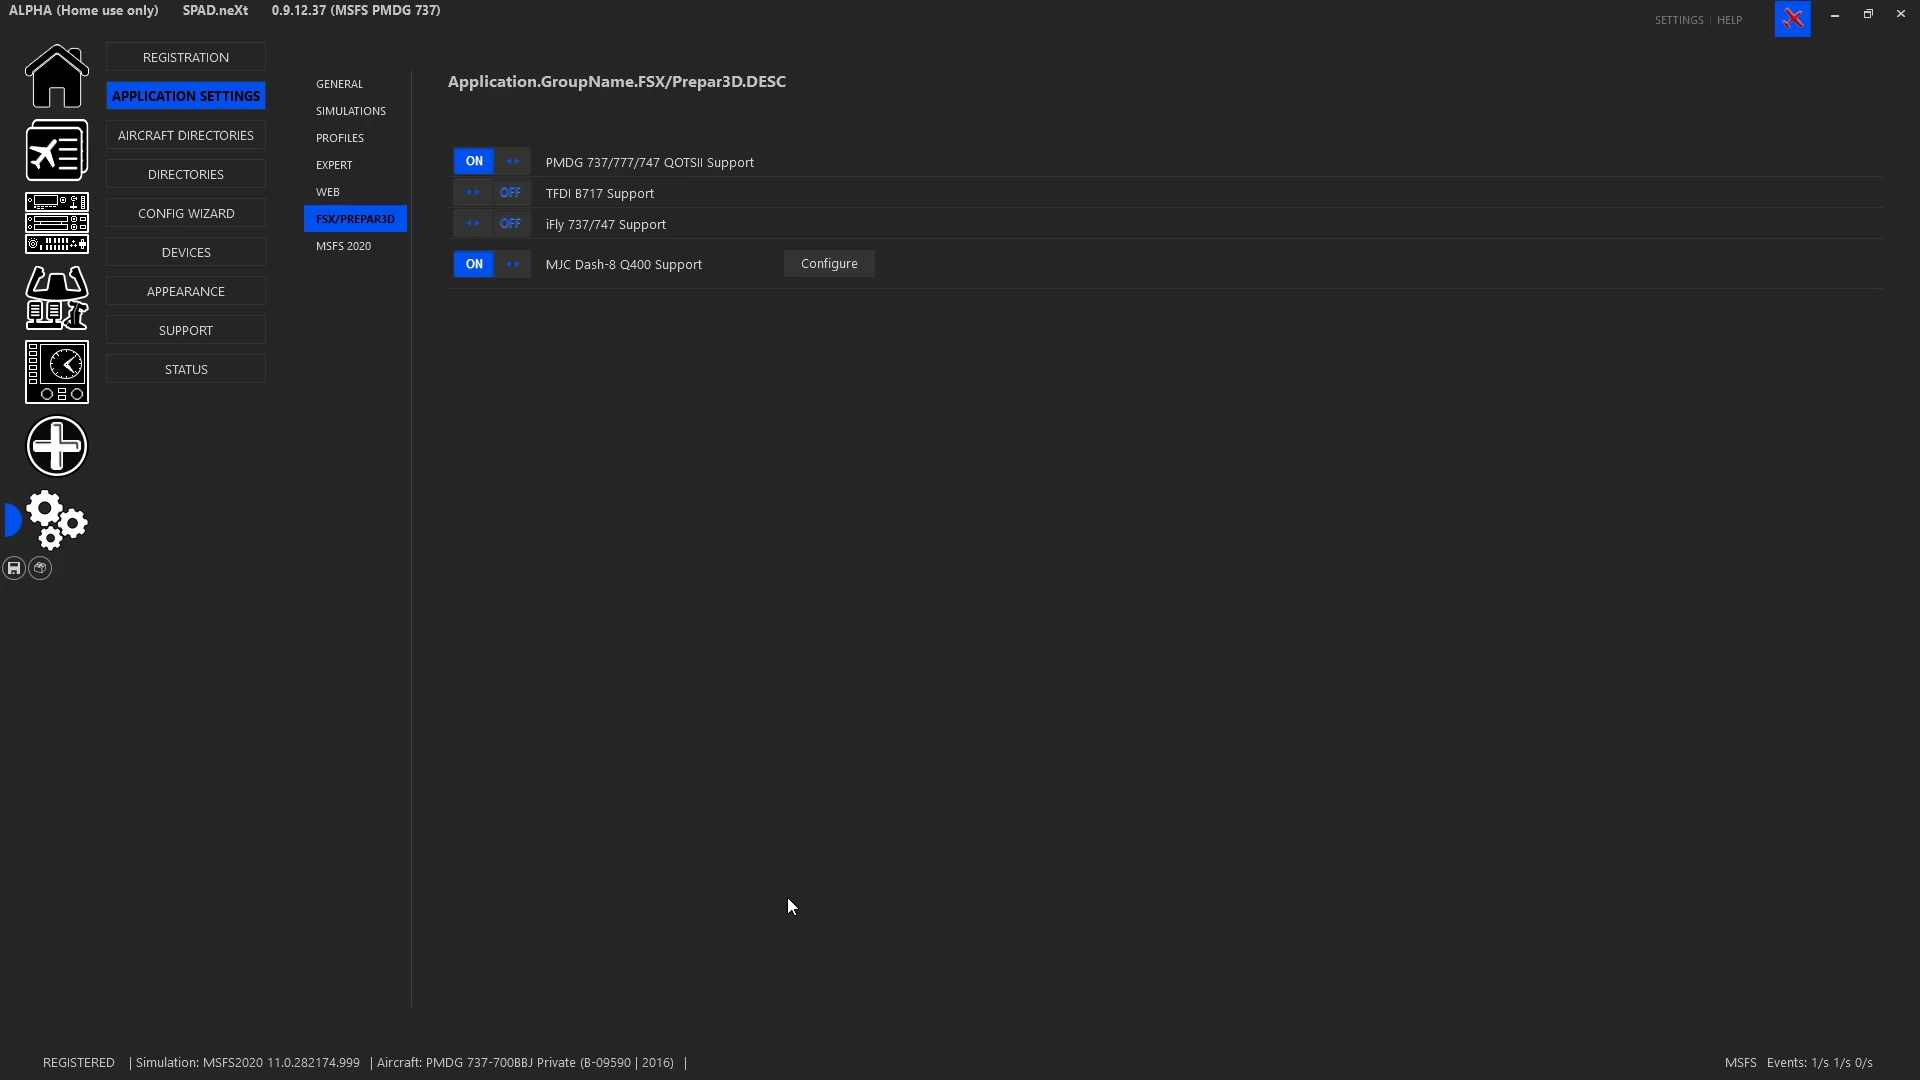 ALPHA (Home use only) SPAD.neXt 0.9.12.37 (MSFS PMDG 737)
SETTINGS | HELP
REGISTRATION
APPLICATION SETTINGS
AIRCRAFT DIRECTORIES
DIRECTORIES
CONFIG WIZARD
DEVICES
APPEARANCE
SUPPORT
STATUS
GENERAL
SIMULATIONS
PROFILES
EXPERT
WEB
FSX/PREPAR3D
MSFS 2020
Application.GroupName.FSX/Prepar3D.DESC
ON PMDG 737/777/747 QOTSII Support
OFF TFDI B717 Support
OFF iFly 737/747 Support
ON MJC Dash-8 Q400 Support Configure
REGISTERED | Simulation: MSFS2020 11.0.282174.999 | Aircraft: PMDG 737-700BBJ Private (B-09590 | 2016) |
MSFS Events: 1/s 1/s 0/s